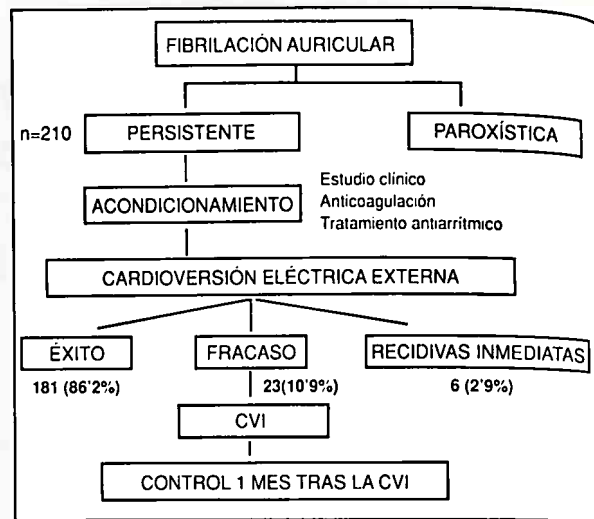 FIBRILACIÓN AURICULAR
n=210
PERSISTENTE
PAROXÍSTICA
ACONDICIONAMIENTO
Estudio clínico
Anticoagulación
Tratamiento antiarrítmico
CARDIOVERSIÓN ELÉCTRICA EXTERNA
ÉXITO
FRACASO
RECIDIVAS INMEDIATAS
181 (86'2%)
23(10'9%)
6 (2'9%)
CVI
CONTROL 1 MES TRAS LA CVI